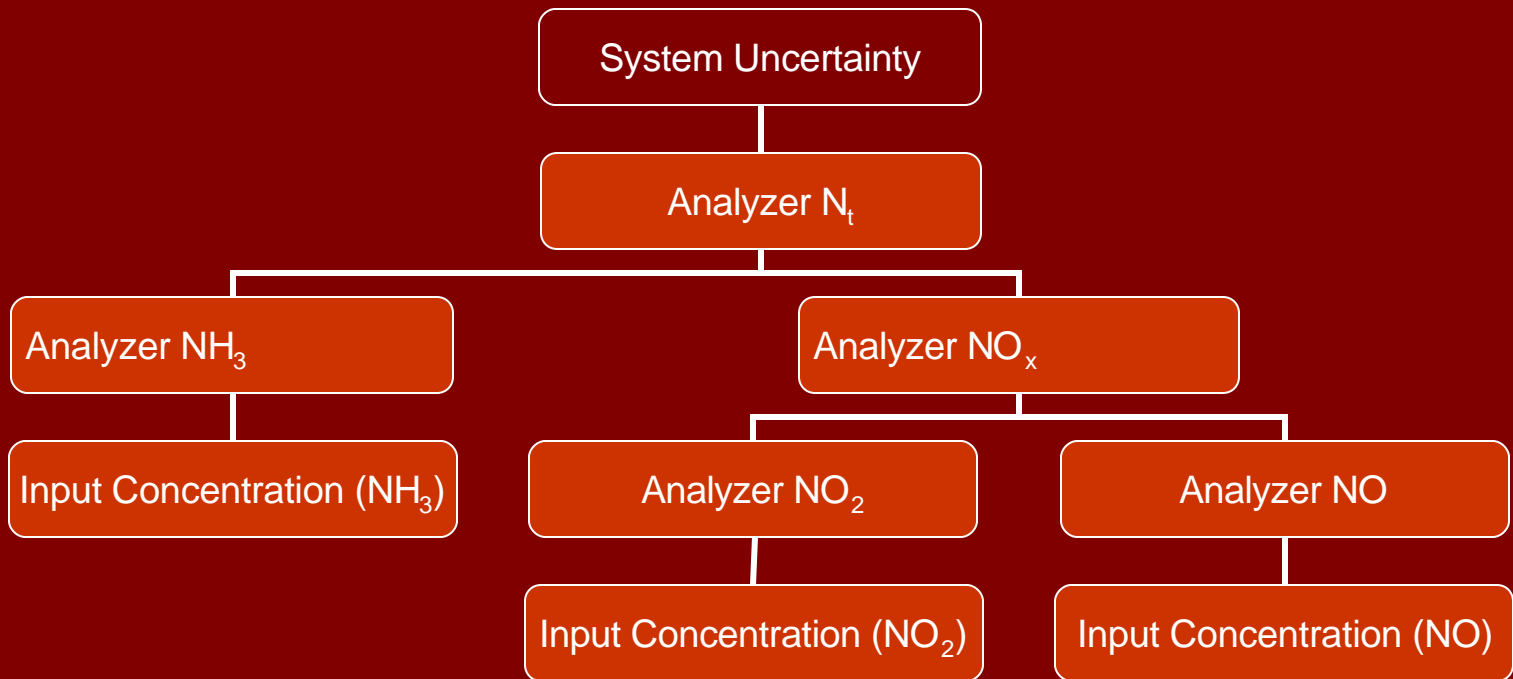 System Uncertainty
Analyzer Nₜ
Analyzer NH₃
Analyzer NOₓ
Input Concentration (NH₃)
Analyzer NO₂
Analyzer NO
Input Concentration (NO₂)
Input Concentration (NO)